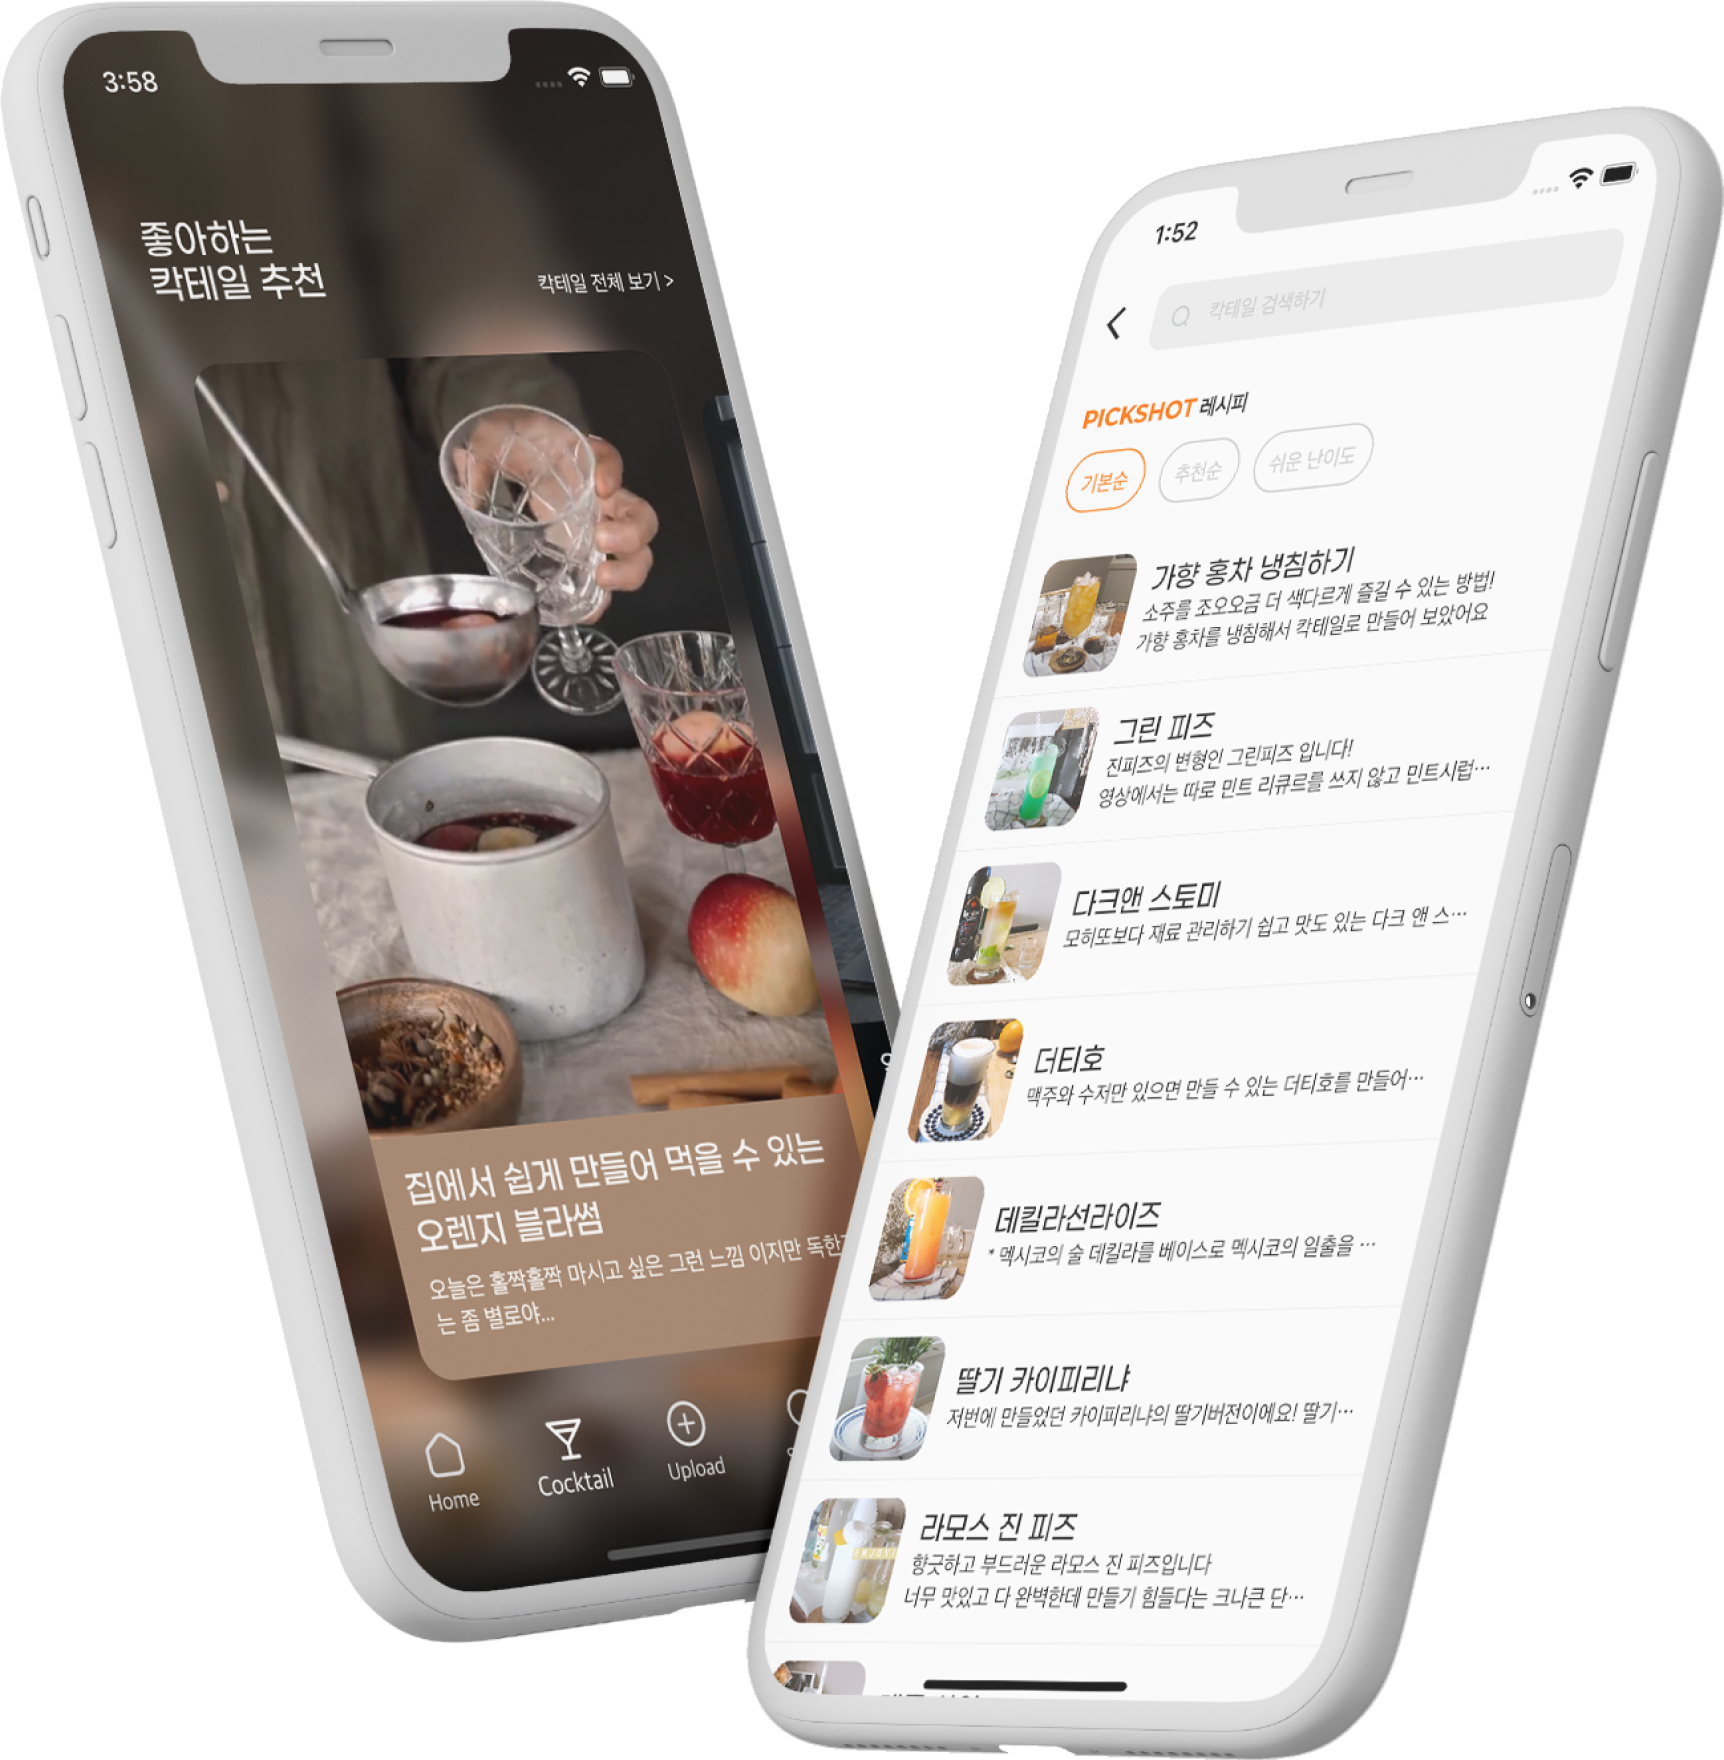 3:58
좋아하는
칵테일 추천
칵테일 전체 보기 >
집에서 쉽게 만들어 먹을 수 있는
오렌지 블라썸
오늘은 홀짝홀짝 마시고 싶은 그런 느낌 이지만 독한
는 좀 별로야...
Home
Cocktail
Upload
1:52
칵테일 검색하기
PICKSHOT 레시피
기본순
추천순
쉬운 난이도
가향 홍차 냉침하기
소주를 조오오금 더 색다르게 즐길 수 있는 방법!
가향 홍차를 냉침해서 칵테일로 만들어 보았어요
그린 피즈
진피즈의 변형인 그린피즈 입니다!
영상에서는 따로 민트 리큐르를 쓰지 않고 민트시럽…
다크앤 스토미
모히또보다 재료 관리하기 쉽고 맛도 있는 다크 앤 스…
더티호
맥주와 수저만 있으면 만들 수 있는 더티호를 만들어…
데킬라선라이즈
* 멕시코의 술 데킬라를 베이스로 멕시코의 일출을 …
딸기 카이피리냐
저번에 만들었던 카이피리냐의 딸기버전이에요! 딸기…
라모스 진 피즈
향긋하고 부드러운 라모스 진 피즈입니다
너무 맛있고 다 완벽한데 만들기 힘들다는 크나큰 단…